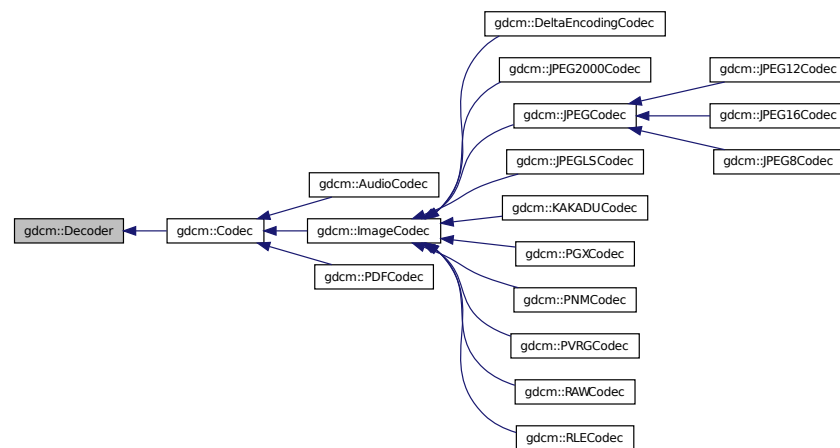 gdcm::DeltaEncodingCodec
gdcm::JPEG2000Codec
gdcm::JPEG12Codec
gdcm::JPEGCodec
gdcm::JPEG16Codec
gdcm::JPEGLSCodec
gdcm::JPEG8Codec
gdcm::AudioCodec
gdcm::KAKADUCodec
gdcm::Decoder
gdcm::Codec
gdcm::ImageCodec
gdcm::PGXCodec
gdcm::PDFCodec
gdcm::PNMCodec
gdcm::PVRGCodec
gdcm::RAWCodec
gdcm::RLECodec